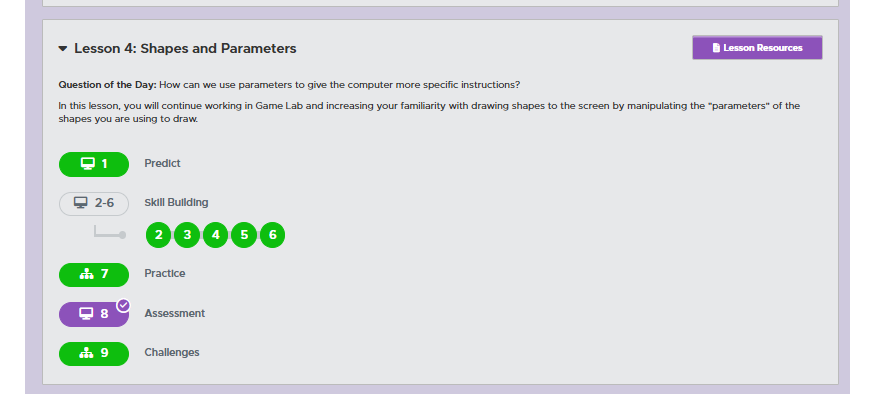 Lesson 4: Shapes and Parameters
Lesson Resources
Question of the Day: How can we use parameters to give the computer more specific instructions?
In this lesson, you will continue working in Game Lab and increasing your familiarity with drawing shapes to the screen by manipulating the "parameters" of the
shapes you are using to draw.
1 Predict
2-6 Skill Building
2 3 4 5 6
7 Practice
8 Assessment
9 Challenges